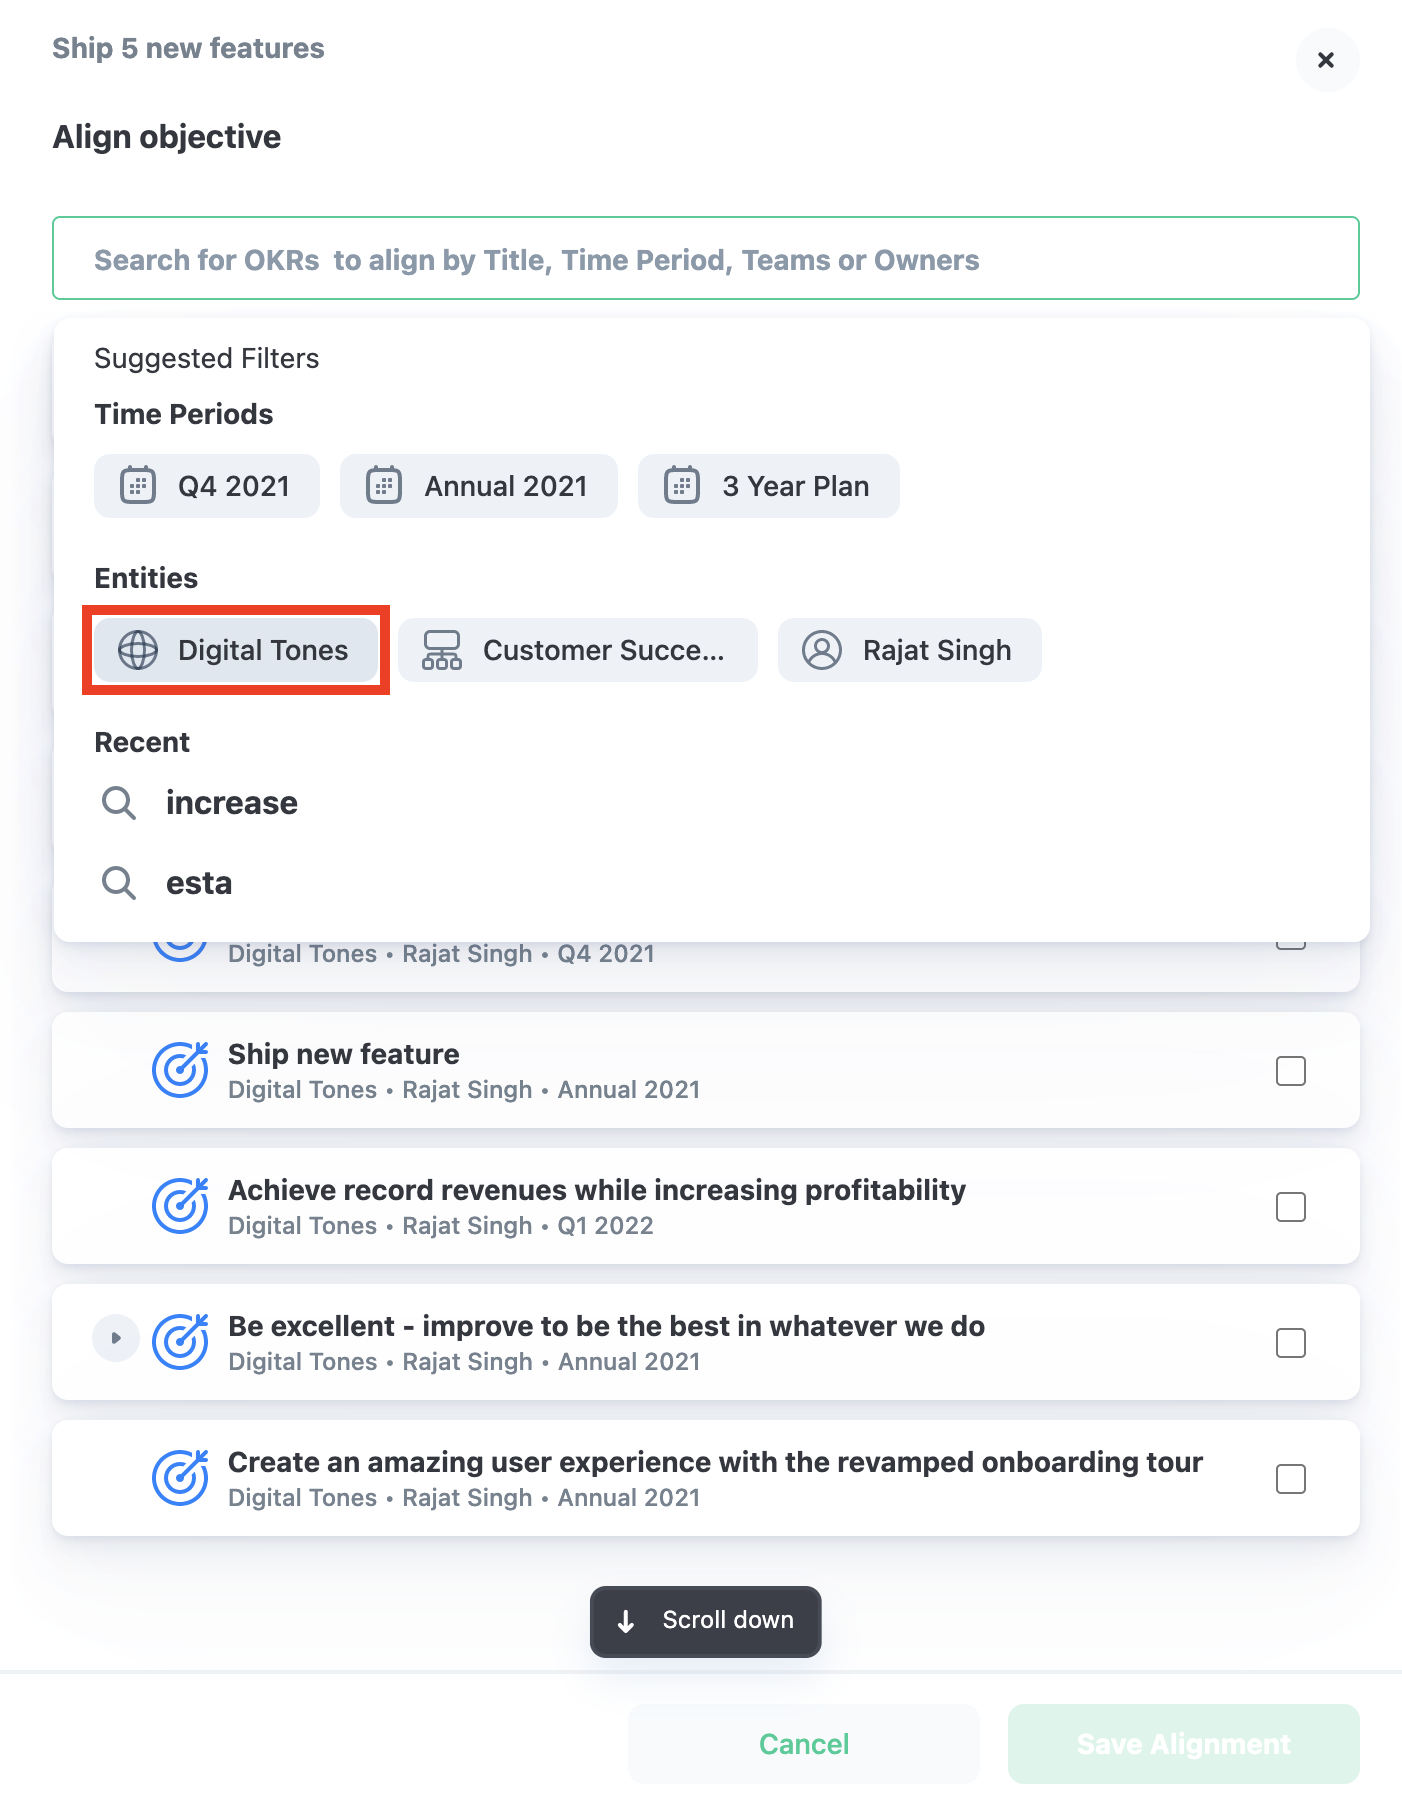 Ship 5 new features
Align objective
Search for OKRs  to align by Title, Time Period, Teams or Owners
Suggested Filters
Time Periods
Q4 2021
Annual 2021
3 Year Plan
Entities
Digital Tones
Customer Succe...
Rajat Singh
Recent
increase
esta
Digital Tones • Rajat Singh • Q4 2021
Ship new feature
Digital Tones • Rajat Singh • Annual 2021
Achieve record revenues while increasing profitability
Digital Tones • Rajat Singh • Q1 2022
Be excellent - improve to be the best in whatever we do
Digital Tones • Rajat Singh • Annual 2021
Create an amazing user experience with the revamped onboarding tour
Digital Tones • Rajat Singh • Annual 2021
Scroll down
Cancel
Save Alignment